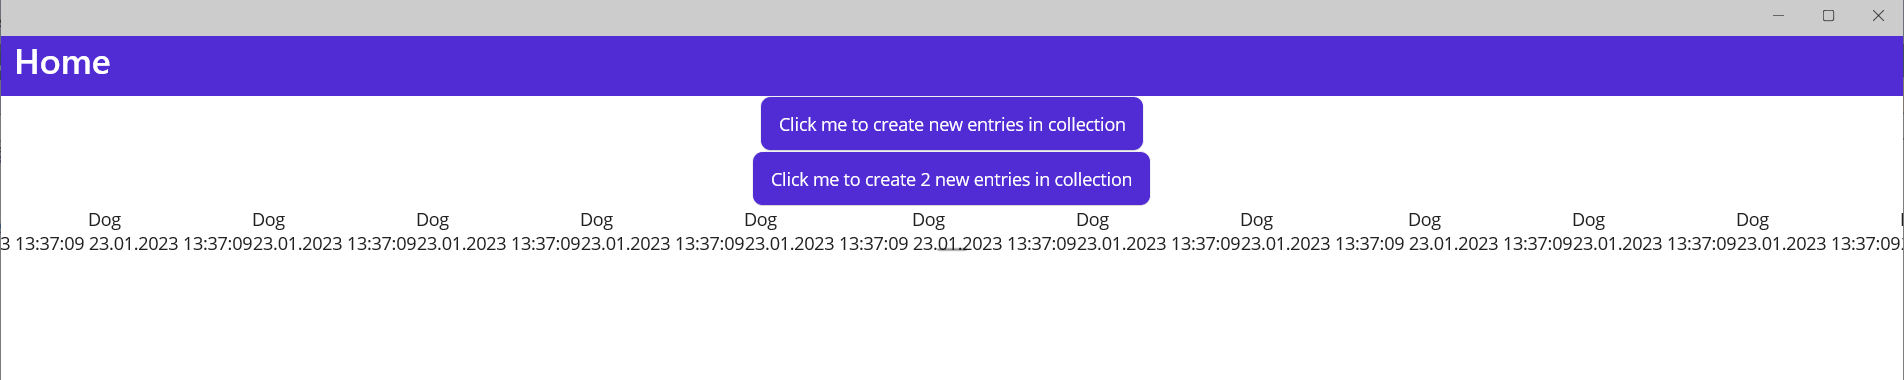 Home
Click me to create new entries in collection
Click me to create 2 new entries in collection
Dog Dog Dog Dog Dog Dog Dog Dog Dog Dog Dog
3 13:37:09 23.01.2023 13:37:0923.01.2023 13:37:0923.01.2023 13:37:0923.01.2023 13:37:0923.01.2023 13:37:09 23.01.2023 13:37:0923.01.2023 13:37:0923.01.2023 13:37:09 23.01.2023 13:37:0923.01.2023 13:37:0923.01.2023 13:37:09